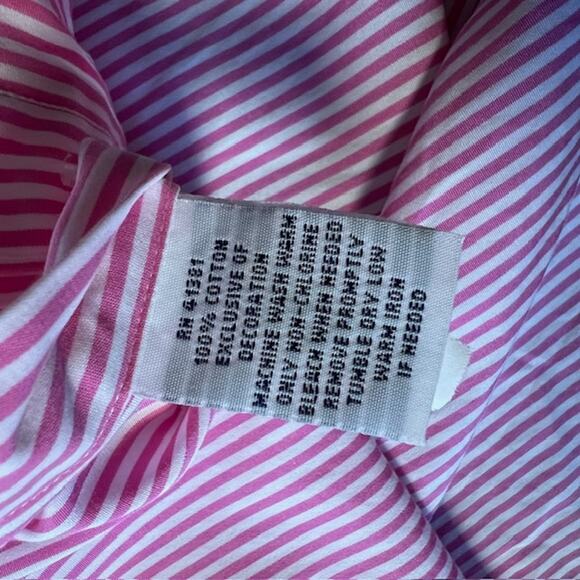 RN 41381
100% COTTON
EXCLUSIVE OF
DECORATION
MACHINE WASH WARM
ONLY NON-CHLORINE
BLEACH WHEN NEEDED
REMOVE PROMPTLY
TUMBLE DRY LOW
WARM IRON
IF NEEDED